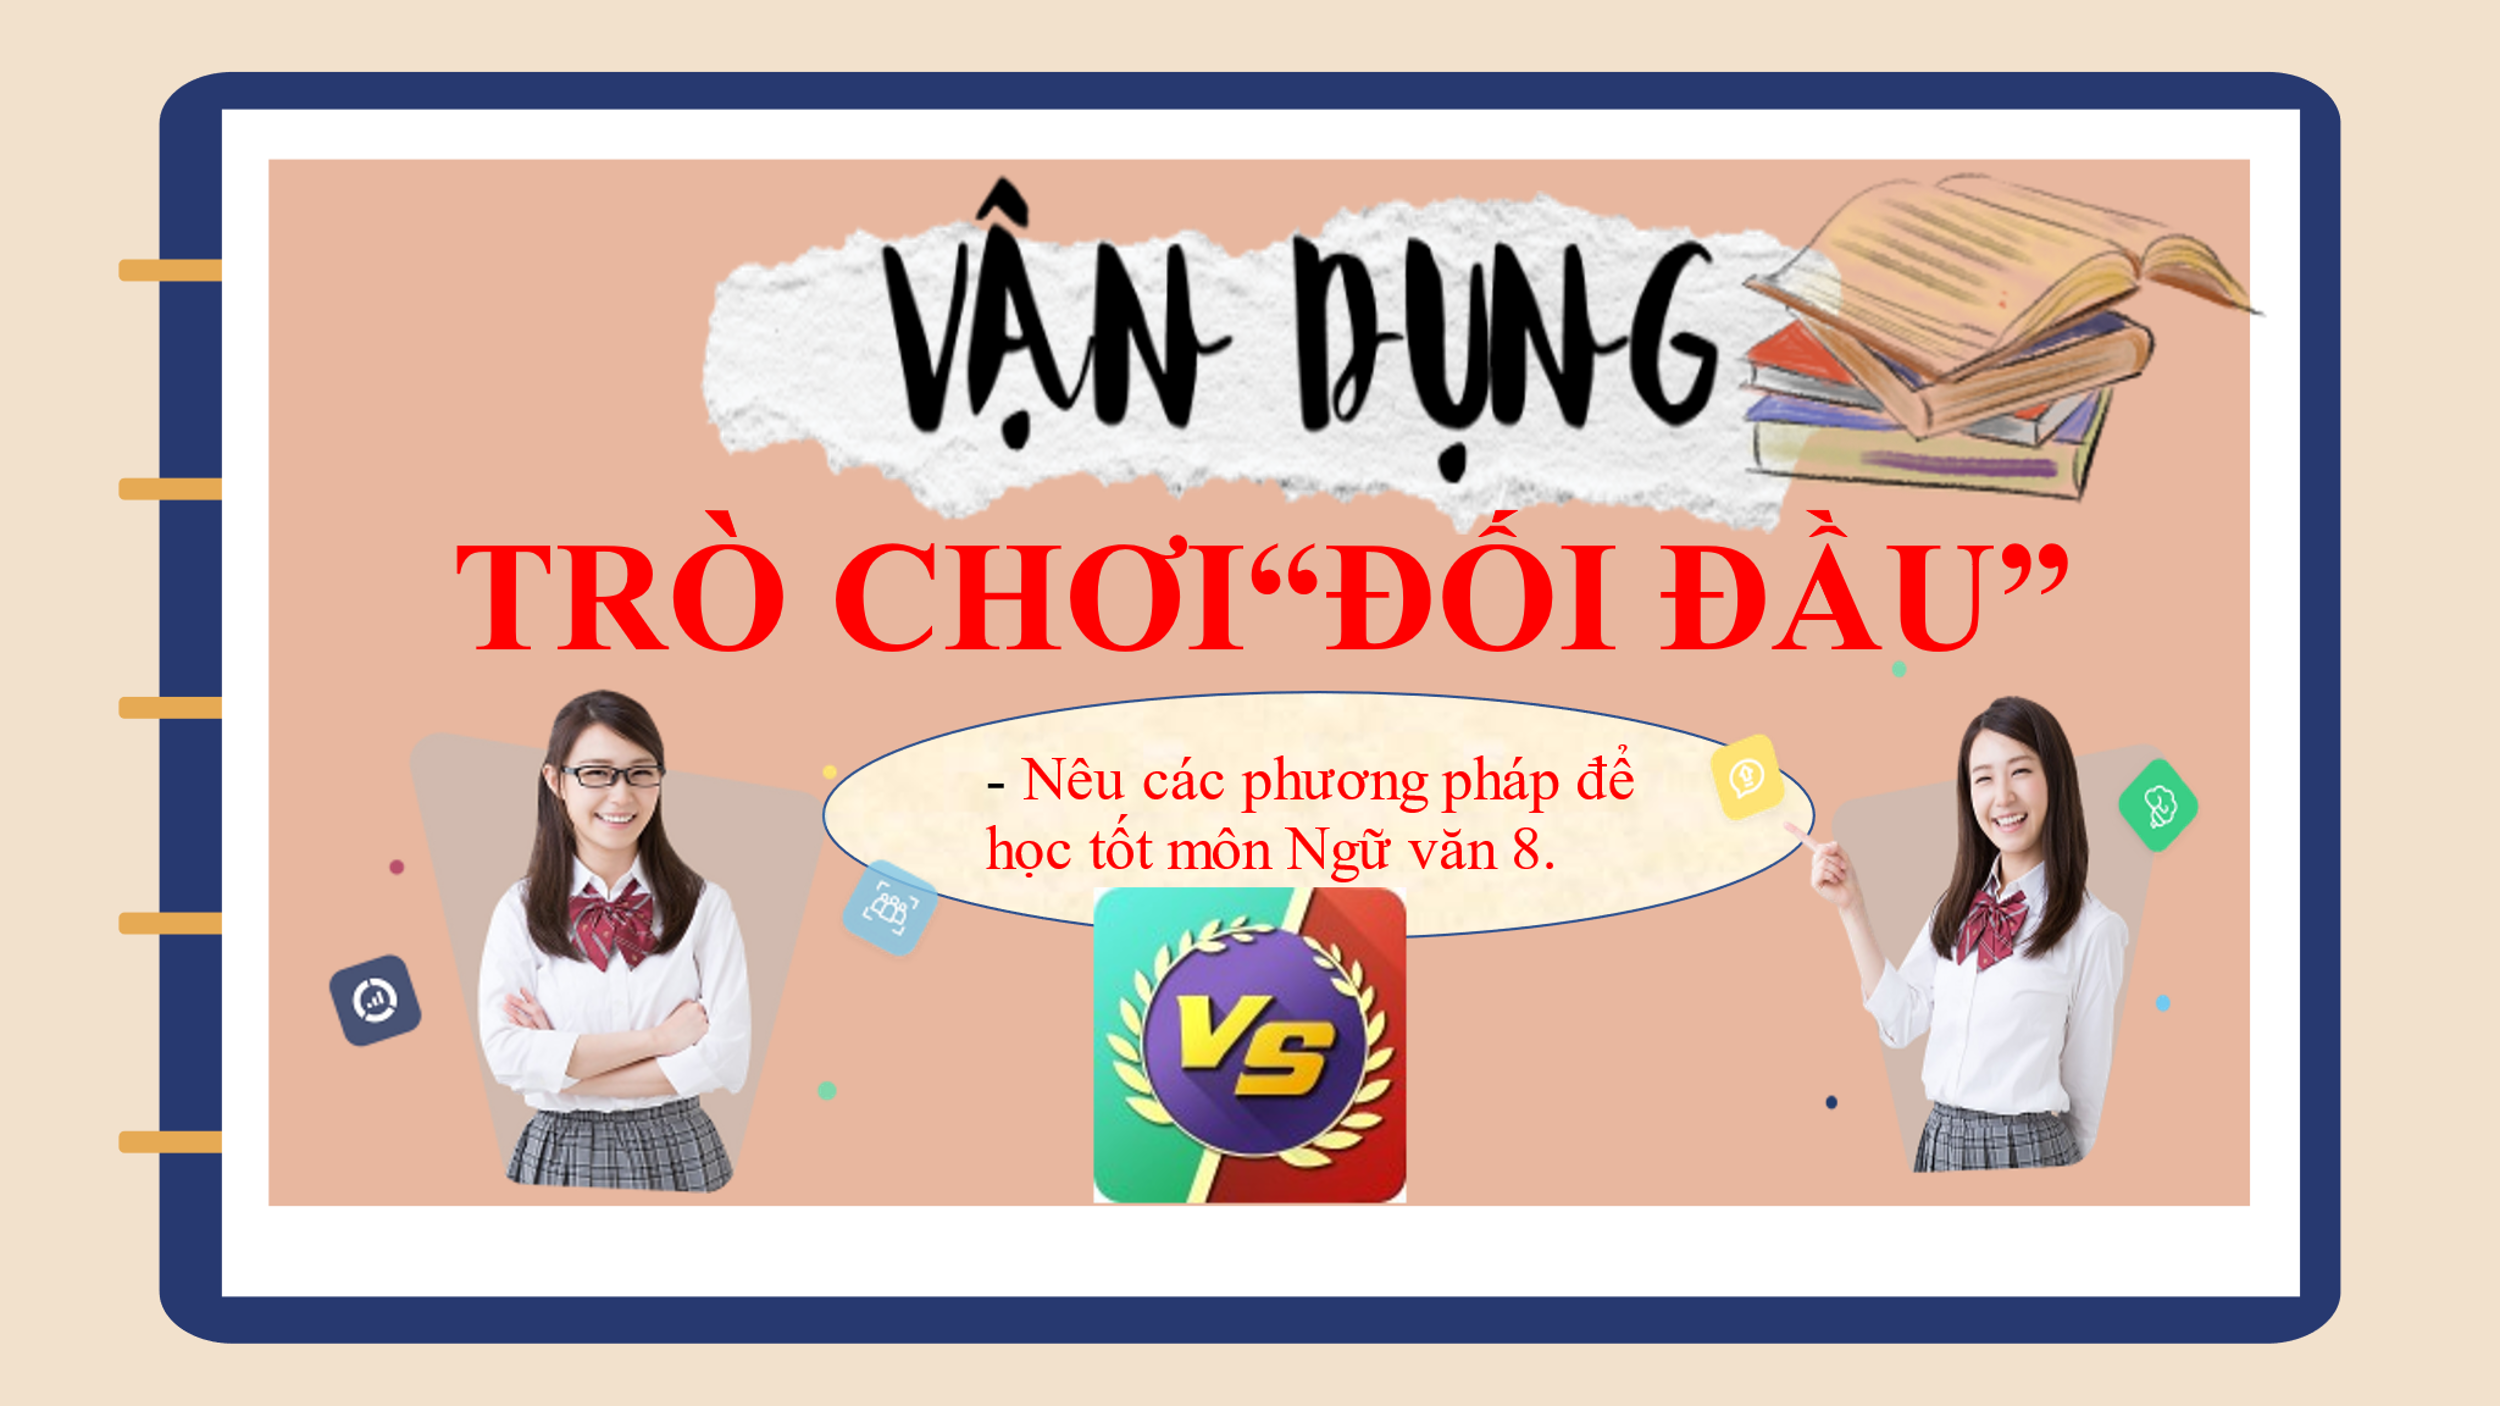 VẬN DỤNG
TRÒ CHƠI“ĐỐI ĐẦU”
- Nêu các phương pháp để
học tốt môn Ngữ văn 8.
VS